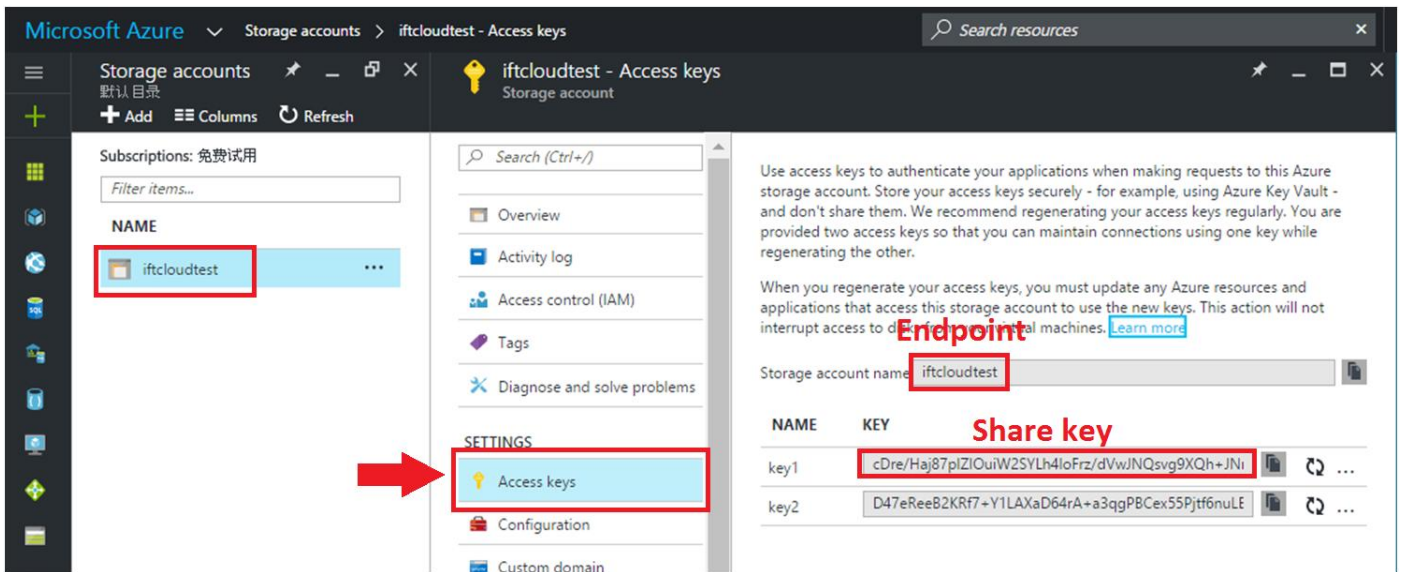 Microsoft Azure Storage accounts > iftcloudtest - Access keys
Search resources
Storage accounts
默认目录
Add Columns Refresh
iftcloudtest - Access keys
Storage account
Subscriptions: 免费试用
Filter items...
NAME
iftcloudtest ...
Search (Ctrl+/)
Overview
Activity log
Access control (IAM)
Tags
Diagnose and solve problems
SETTINGS
Access keys
Configuration
Custom domain
Use access keys to authenticate your applications when making requests to this Azure
storage account. Store your access keys securely - for example, using Azure Key Vault -
and don't share them. We recommend regenerating your access keys regularly. You are
provided two access keys so that you can maintain connections using one key while
regenerating the other.
When you regenerate your access keys, you must update any Azure resources and
applications that access this storage account to use the new keys. This action will not
interrupt access to disks from your virtual machines. Learn more
Endpoint
Storage account name iftcloudtest
NAME KEY
Share key
key1 ...
key2 ...